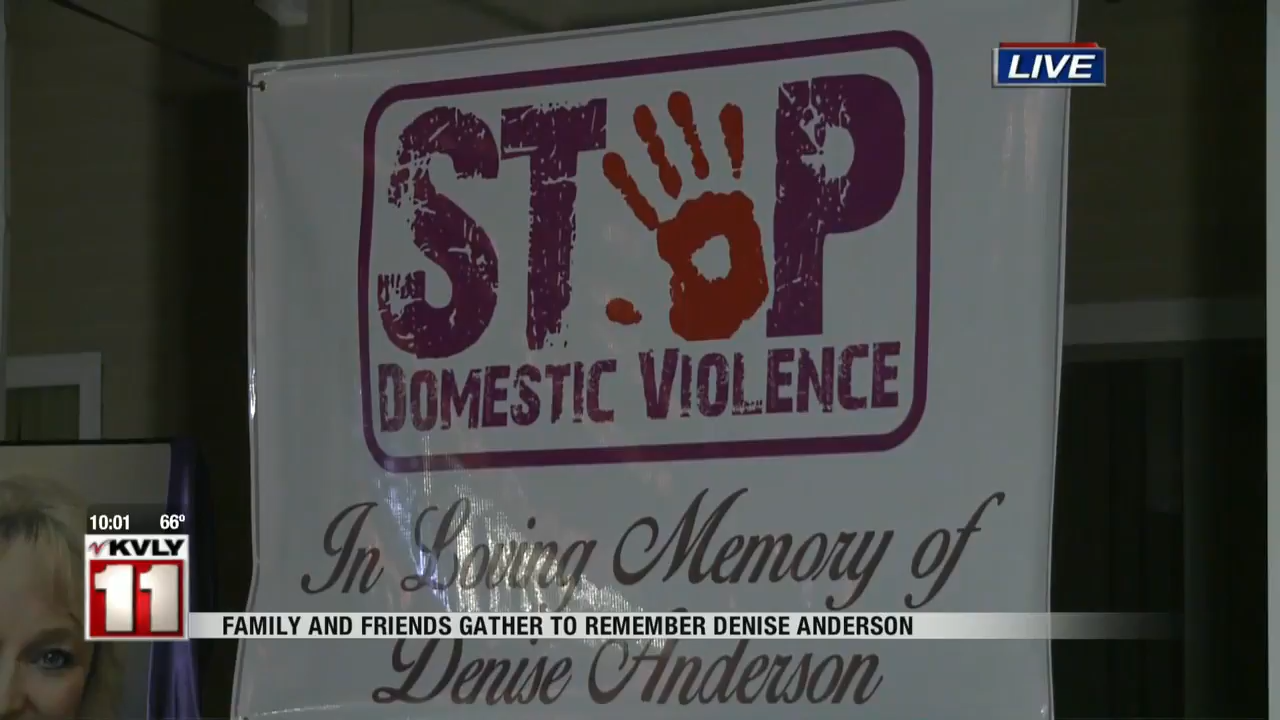 LIVE
STOP
DOMESTIC VIOLENCE
In Loving Memory of
Denise Anderson
10:01 66º
KVLY
11
FAMILY AND FRIENDS GATHER TO REMEMBER DENISE ANDERSON